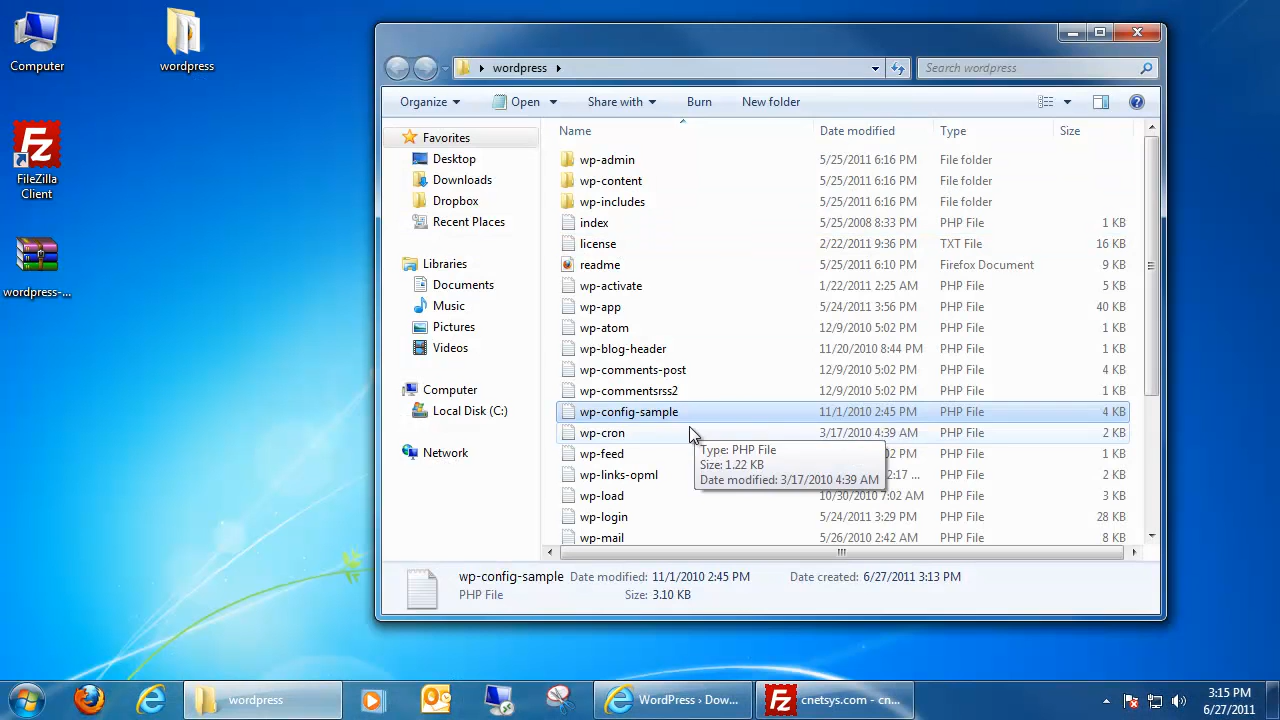 Computer
wordpress
FileZilla
Client
wordpress-...
wordpress
Search wordpress
Organize
Open
Share with
Burn
New folder
Favorites
Desktop
Downloads
Dropbox
Recent Places
Libraries
Documents
Music
Pictures
Videos
Computer
Local Disk (C:)
Network
Name Date modified Type Size
wp-admin 5/25/2011 6:16 PM File folder
wp-content 5/25/2011 6:16 PM File folder
wp-includes 5/25/2011 6:16 PM File folder
index 5/25/2008 8:33 PM PHP File 1 KB
license 2/22/2011 9:36 PM TXT File 16 KB
readme 5/25/2011 6:10 PM Firefox Document 9 KB
wp-activate 1/22/2011 2:25 AM PHP File 5 KB
wp-app 5/24/2011 3:56 PM PHP File 40 KB
wp-atom 12/9/2010 5:02 PM PHP File 1 KB
wp-blog-header 11/20/2010 8:44 PM PHP File 1 KB
wp-comments-post 12/9/2010 5:02 PM PHP File 4 KB
wp-commentsrss2 12/9/2010 5:02 PM PHP File 1 KB
wp-config-sample 11/1/2010 2:45 PM PHP File 4 KB
wp-cron 3/17/2010 4:39 AM PHP File 2 KB
wp-feed 02 PM PHP File 1 KB
wp-links-opml 2:17 ... PHP File 2 KB
wp-load 10/30/2010 7:02 AM PHP File 3 KB
wp-login 5/24/2011 3:29 PM PHP File 28 KB
wp-mail 5/26/2010 2:42 AM PHP File 8 KB
Type: PHP File
Size: 1.22 KB
Date modified: 3/17/2010 4:39 AM
wp-config-sample Date modified: 11/1/2010 2:45 PM Date created: 6/27/2011 3:13 PM
PHP File Size: 3.10 KB
wordpress
WordPress › Dow...
cnetsys.com - cn...
3:15 PM
6/27/2011